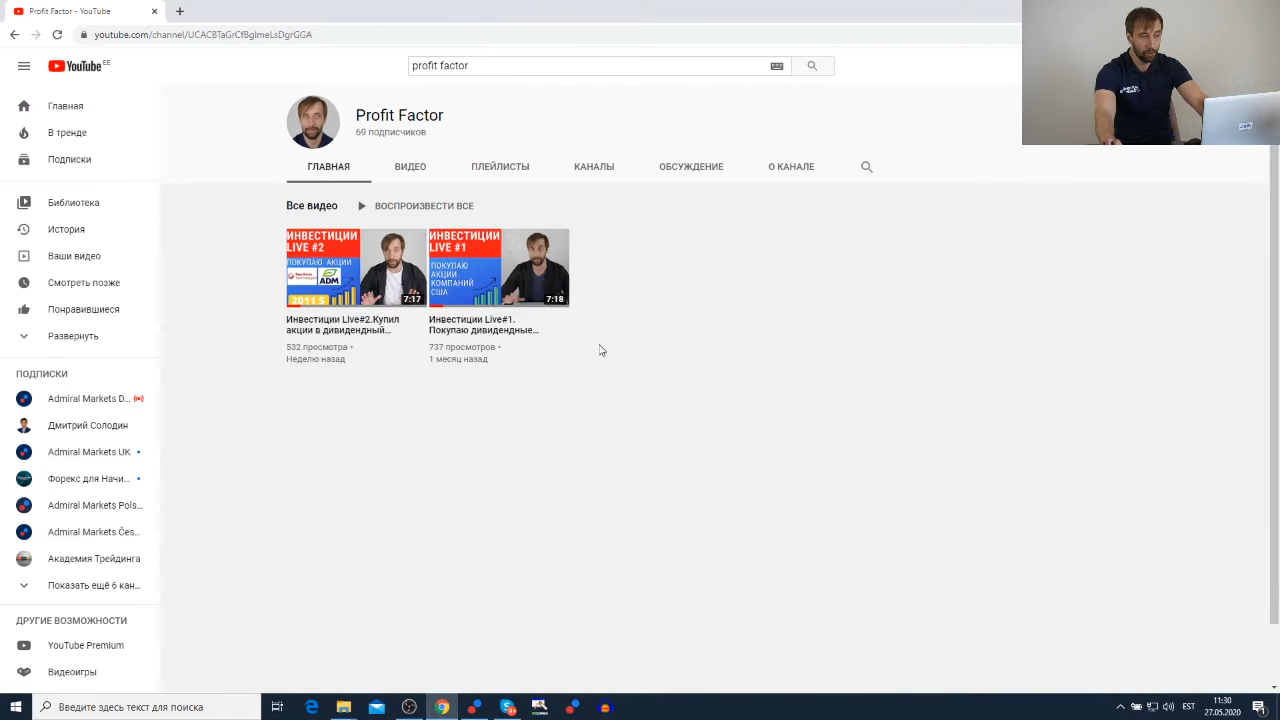 Profit Factor
youtube.com/channel/UCACBTaGrCfBgImeLsDgrGGA
YouTube EE
profit factor
Главная
В тренде
Подписки
Библиотека
История
Ваши видео
Смотреть позже
Понравившиеся
Развернуть
ПОДПИСКИ
Admiral Markets D...
Дмитрий Солодин
Admiral Markets UK
Форекс для Начи...
Admiral Markets Pols...
Admiral Markets Čes...
Академия Трейдинга
Показать ещё 6 кан...
ДРУГИЕ ВОЗМОЖНОСТИ
YouTube Premium
Видеоигры
Profit Factor
69 подписчиков
ГЛАВНАЯ ВИДЕО ПЛЕЙЛИСТЫ КАНАЛЫ ОБСУЖДЕНИЕ О КАНАЛЕ
Все видео ВОСПРОИЗВЕСТИ ВСЕ
ИНВЕСТИЦИИ
LIVE #2
ПОКУПАЮ АКЦИИ
ADM
2011 $
7:17
Инвестиции Live#2.Купил
акции в дивидендный...
532 просмотра •
Неделю назад
ИНВЕСТИЦИИ
LIVE #1
ПОКУПАЮ
АКЦИИ
КОМПАНИЙ
США
7:18
Инвестиции Live#1.
Покупаю дивидендные...
737 просмотров •
1 месяц назад
Введите здесь текст для поиска
EST
11:30
27.05.2020